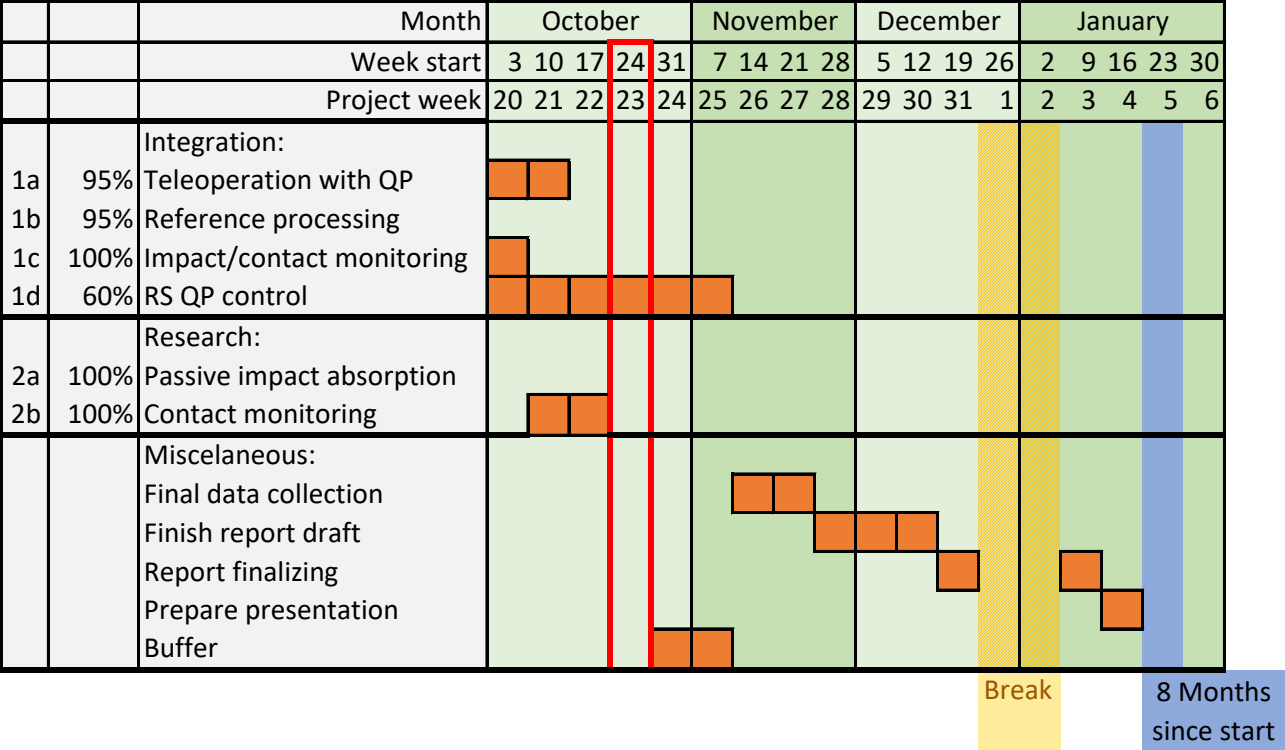 Month October November December January
Week start 3 10 17 24 31 7 14 21 28 5 12 19 26 2 9 16 23 30
Project week 20 21 22 23 24 25 26 27 28 29 30 31 1 2 3 4 5 6
Integration:
1a 95% Teleoperation with QP
1b 95% Reference processing
1c 100% Impact/contact monitoring
1d 60% RS QP control
Research:
2a 100% Passive impact absorption
2b 100% Contact monitoring
Miscelaneous:
Final data collection
Finish report draft
Report finalizing
Prepare presentation
Buffer
Break 8 Months
since start